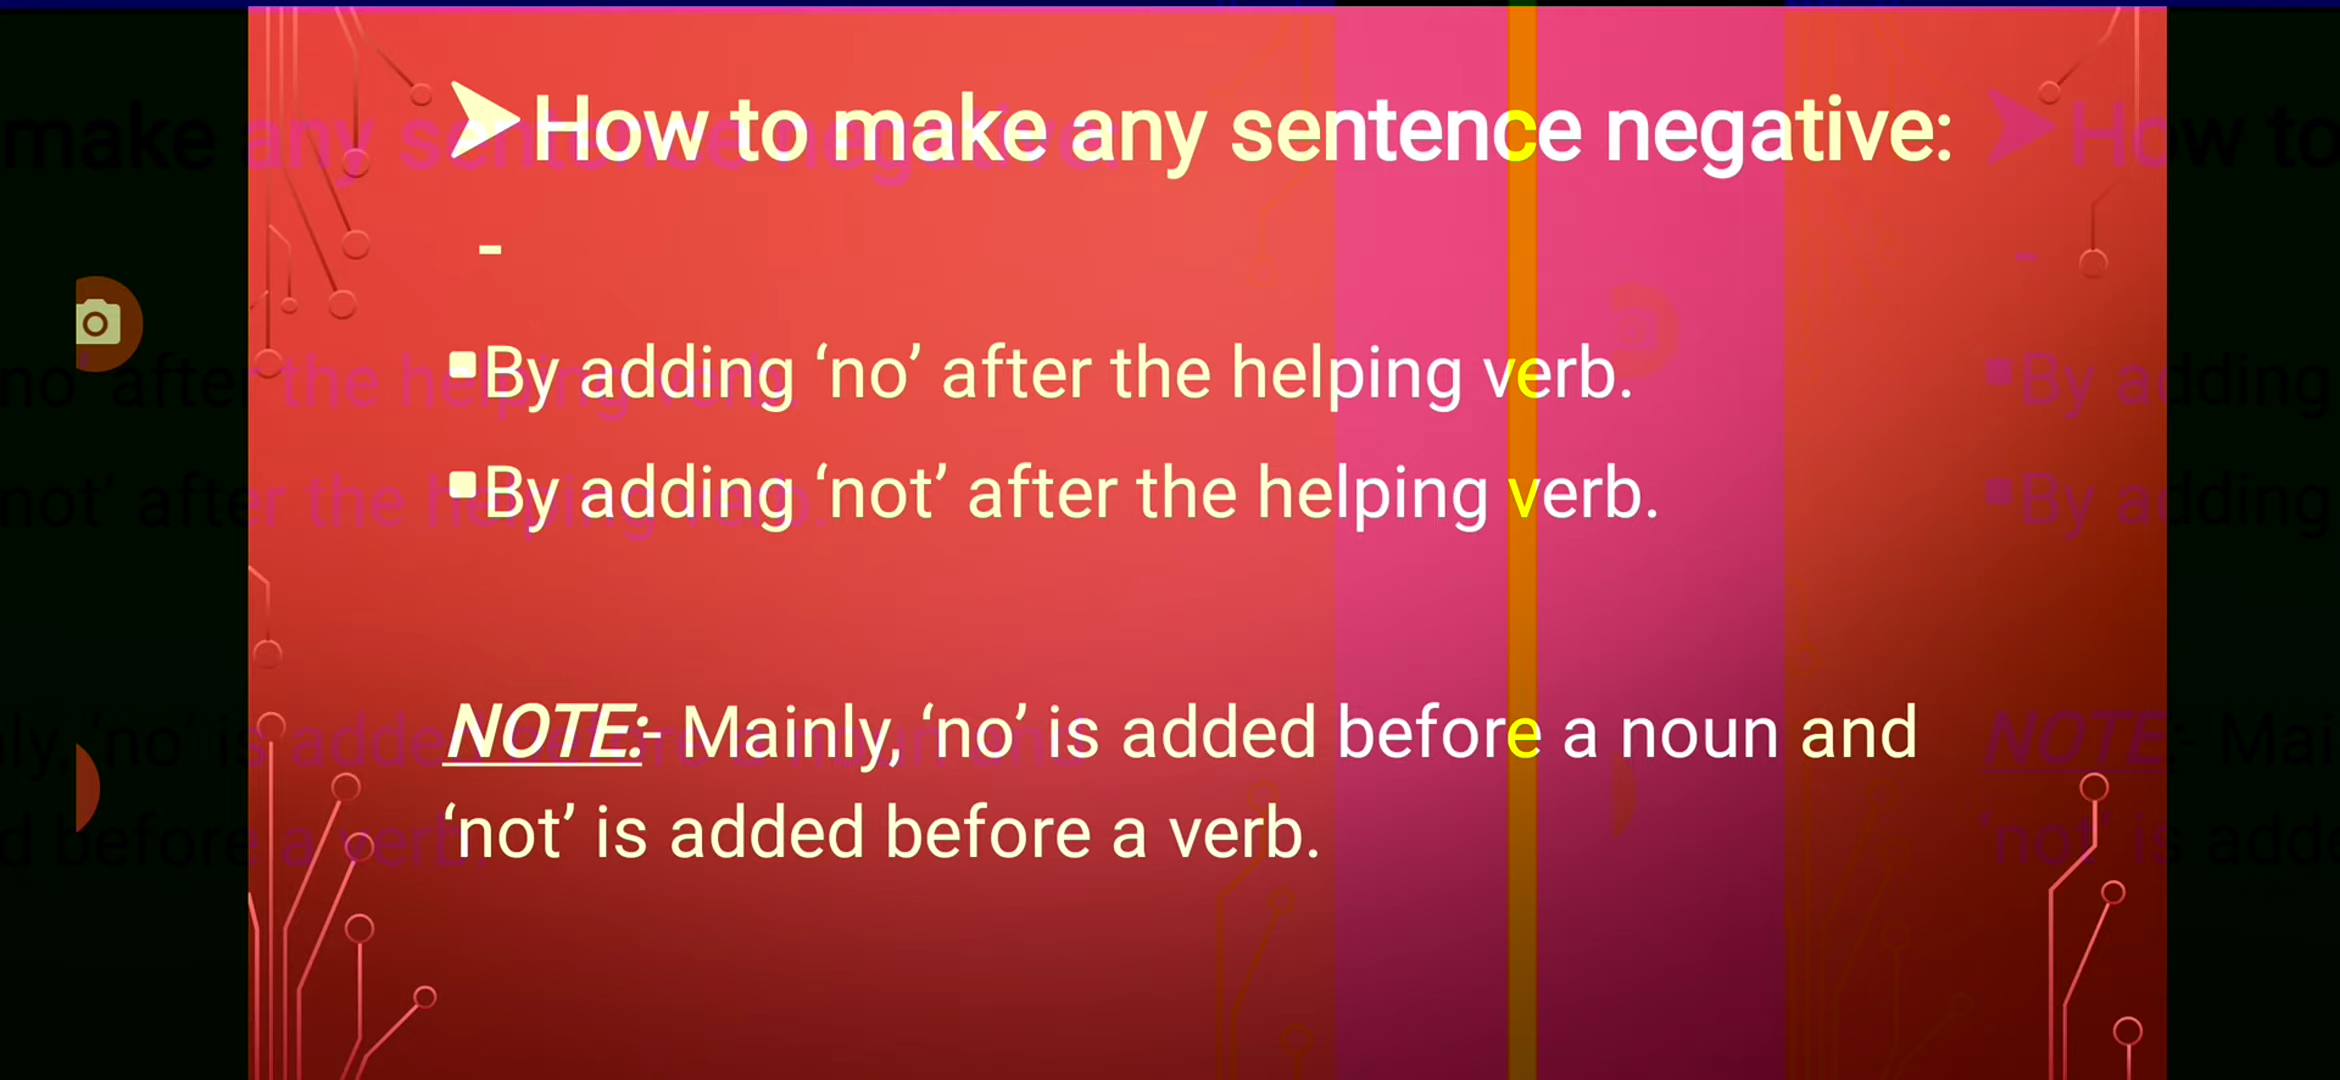 ➤How to make any sentence negative:
-
▪By adding ‘no’ after the helping verb.
▪By adding ‘not’ after the helping verb.
NOTE:- Mainly, ‘no’ is added before a noun and
‘not’ is added before a verb.